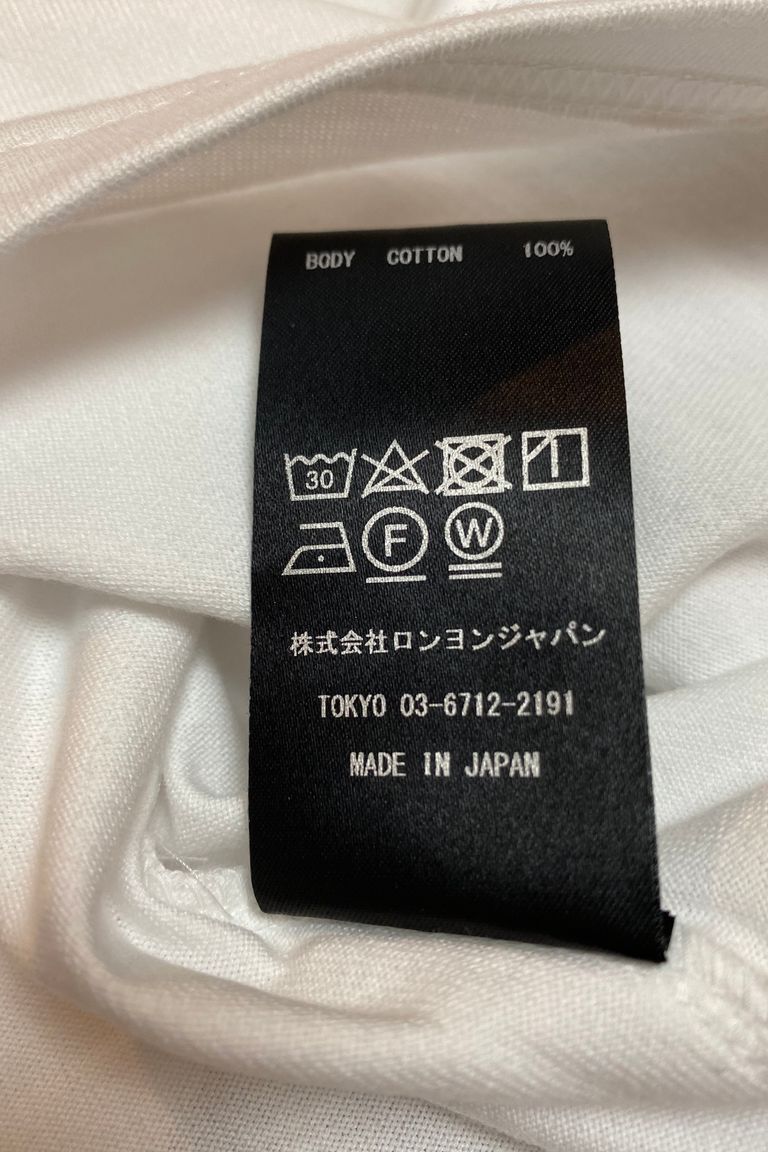 BODY COTTON 100%
30
F W
株式会社ロンヨンジャパン
TOKYO 03-6712-2191
MADE IN JAPAN